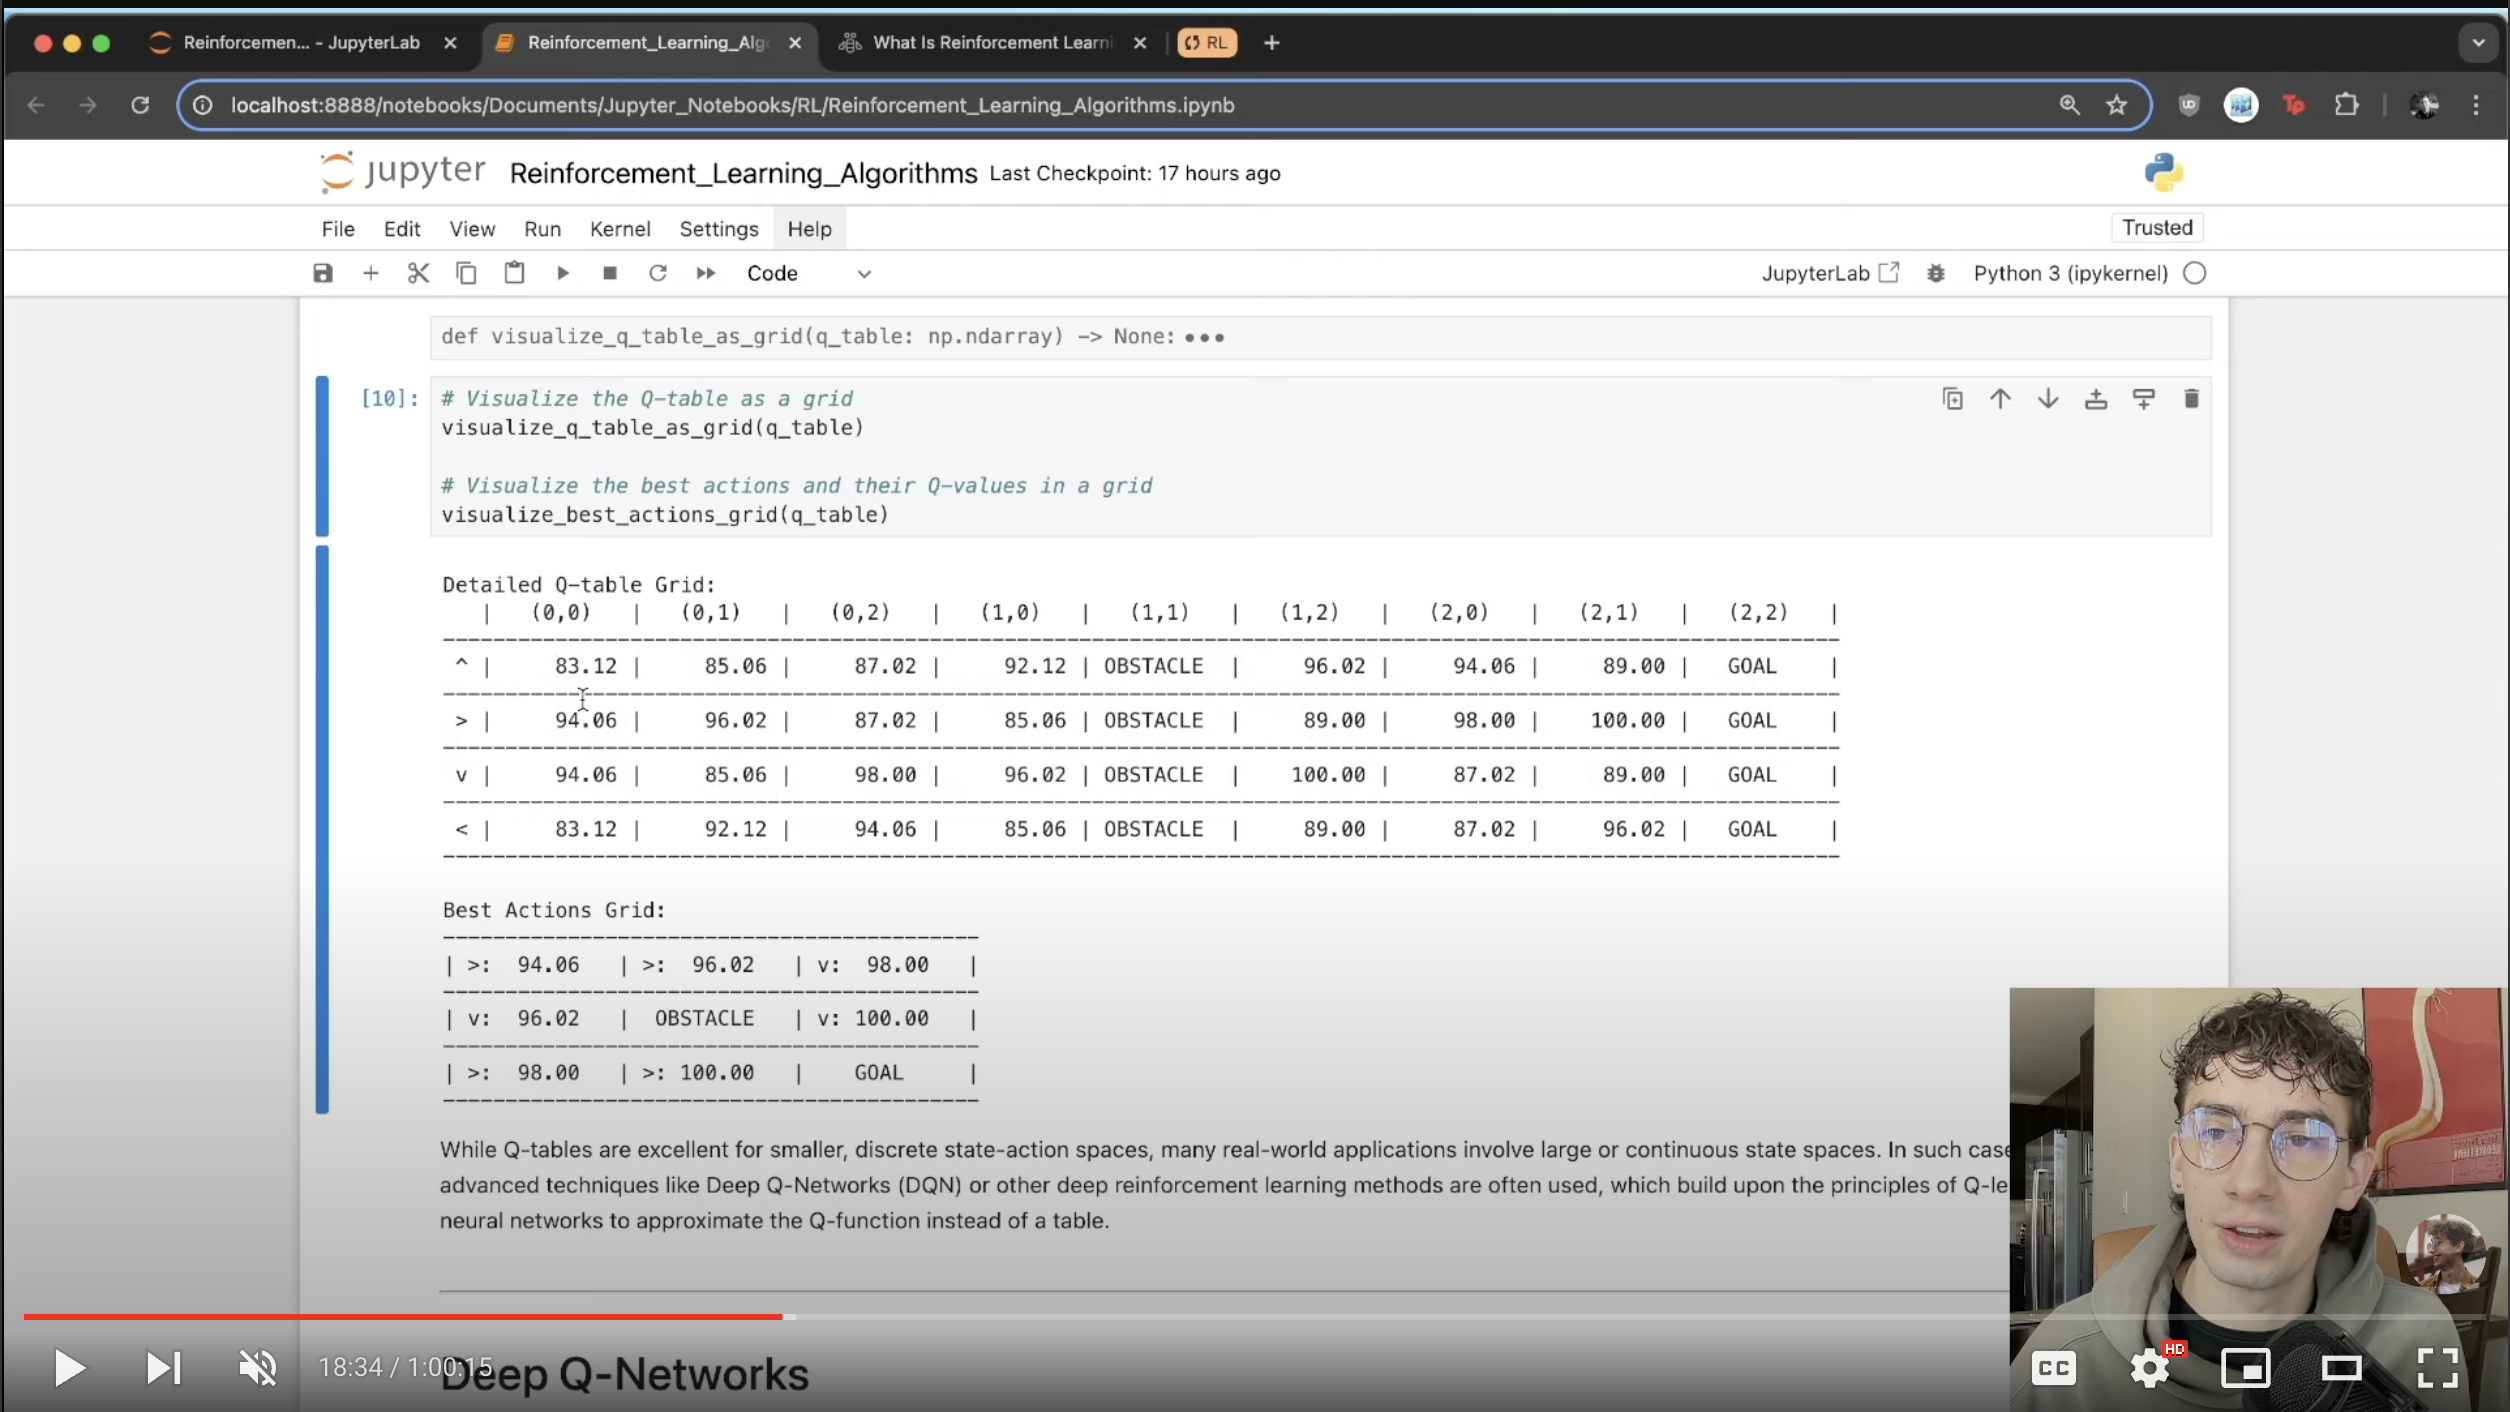 Reinforcemen... - JupyterLab
Reinforcement_Learning_Alg
What Is Reinforcement Learni
RL
localhost:8888/notebooks/Documents/Jupyter_Notebooks/RL/Reinforcement_Learning_Algorithms.ipynb
UD
Tp
jupyter Reinforcement_Learning_Algorithms Last Checkpoint: 17 hours ago
File Edit View Run Kernel Settings Help
Trusted
Code
JupyterLab
Python 3 (ipykernel)
def visualize_q_table_as_grid(q_table: np.ndarray) -> None: •••
[10]: # Visualize the Q-table as a grid
visualize_q_table_as_grid(q_table)
# Visualize the best actions and their Q-values in a grid
visualize_best_actions_grid(q_table)
Detailed Q-table Grid:
| (0,0) | (0,1) | (0,2) | (1,0) | (1,1) | (1,2) | (2,0) | (2,1) | (2,2) |
^ | 83.12 | 85.06 | 87.02 | 92.12 | OBSTACLE | 96.02 | 94.06 | 89.00 | GOAL |
> | 94.06 | 96.02 | 87.02 | 85.06 | OBSTACLE | 89.00 | 98.00 | 100.00 | GOAL |
v | 94.06 | 85.06 | 98.00 | 96.02 | OBSTACLE | 100.00 | 87.02 | 89.00 | GOAL |
< | 83.12 | 92.12 | 94.06 | 85.06 | OBSTACLE | 89.00 | 87.02 | 96.02 | GOAL |
Best Actions Grid:
| >: 94.06 | >: 96.02 | v: 98.00 |
| v: 96.02 | OBSTACLE | v: 100.00 |
| >: 98.00 | >: 100.00 | GOAL |
While Q-tables are excellent for smaller, discrete state-action spaces, many real-world applications involve large or continuous state spaces. In such case
advanced techniques like Deep Q-Networks (DQN) or other deep reinforcement learning methods are often used, which build upon the principles of Q-le
neural networks to approximate the Q-function instead of a table.
Deep Q-Networks
18:34 / 1:00:15
CC
HD